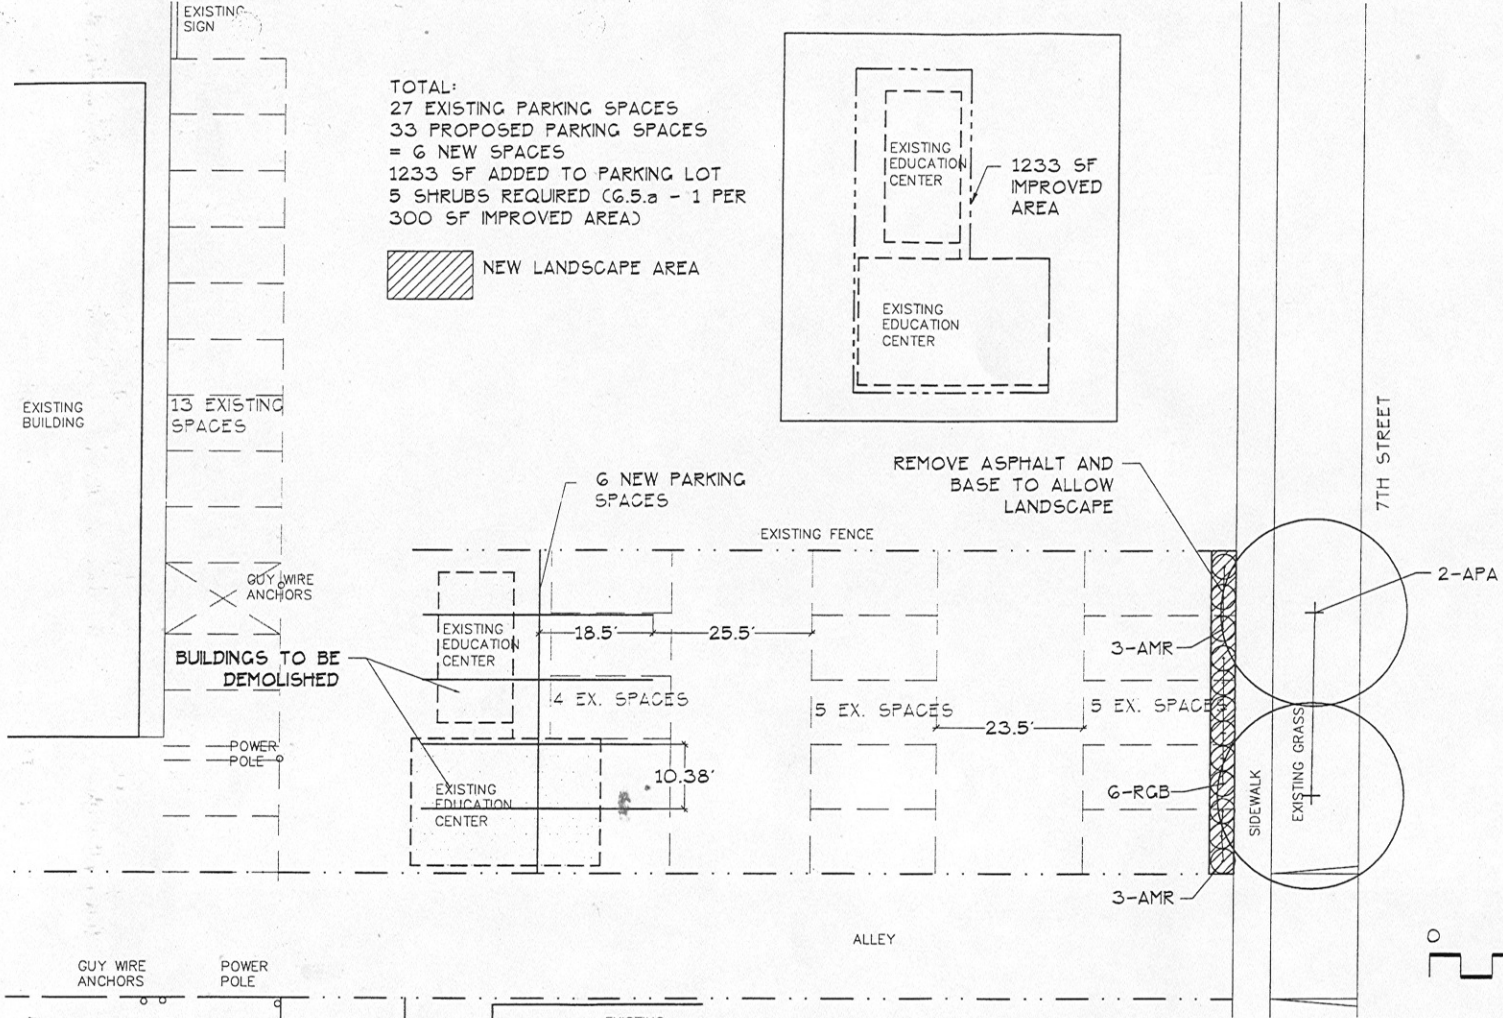 EXISTING
SIGN
TOTAL:
27 EXISTING PARKING SPACES
33 PROPOSED PARKING SPACES
= 6 NEW SPACES
1233 SF ADDED TO PARKING LOT
5 SHRUBS REQUIRED (6.5.a - 1 PER
300 SF IMPROVED AREA)
NEW LANDSCAPE AREA
EXISTING
EDUCATION
CENTER
1233 SF
IMPROVED
AREA
EXISTING
EDUCATION
CENTER
EXISTING
BUILDING
13 EXISTING
SPACES
7TH STREET
6 NEW PARKING
SPACES
REMOVE ASPHALT AND
BASE TO ALLOW
LANDSCAPE
EXISTING FENCE
GUY WIRE
ANCHORS
2-APA
EXISTING
EDUCATION
CENTER
18.5'
25.5'
3-AMR
BUILDINGS TO BE
DEMOLISHED
4 EX. SPACES
5 EX. SPACES
5 EX. SPACES
23.5'
POWER
POLE
10.38'
EXISTING
EDUCATION
CENTER
6-RGB
SIDEWALK
EXISTING GRASS
3-AMR
ALLEY
0
GUY WIRE
ANCHORS
POWER
POLE
EXISTING